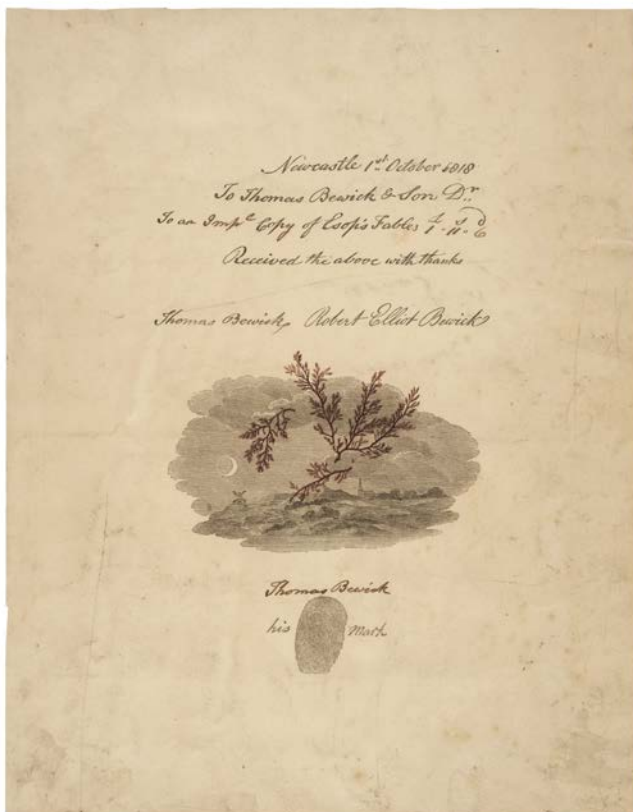 Newcastle 1st. October 1818
To Thomas Bewick & Son Dr.
To an Impl Copy of Esop's Fables £ 1 " s 11 " d 6
Received the above with thanks
Thomas Bewick, Robert Elliot Bewick
Thomas Bewick
his Mark